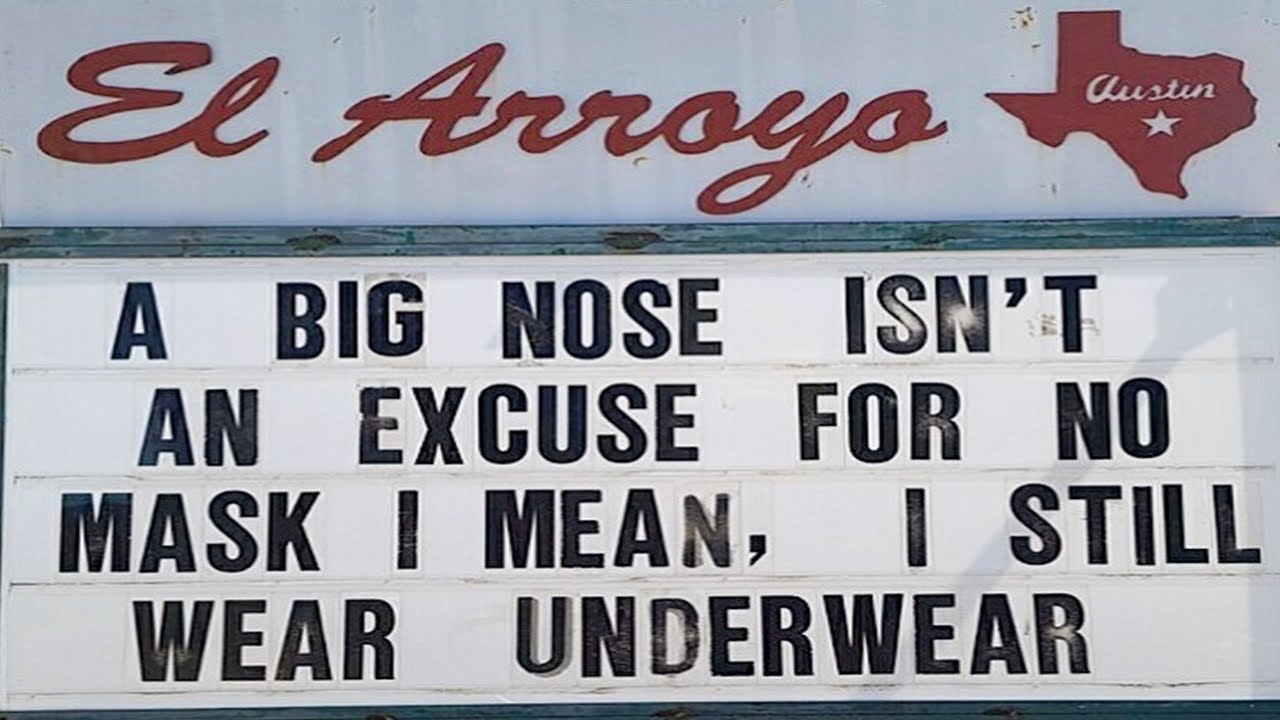 El Arroyo
Austin
A BIG NOSE ISN'T
AN EXCUSE FOR NO
MASK I MEAN, I STILL
WEAR UNDERWEAR